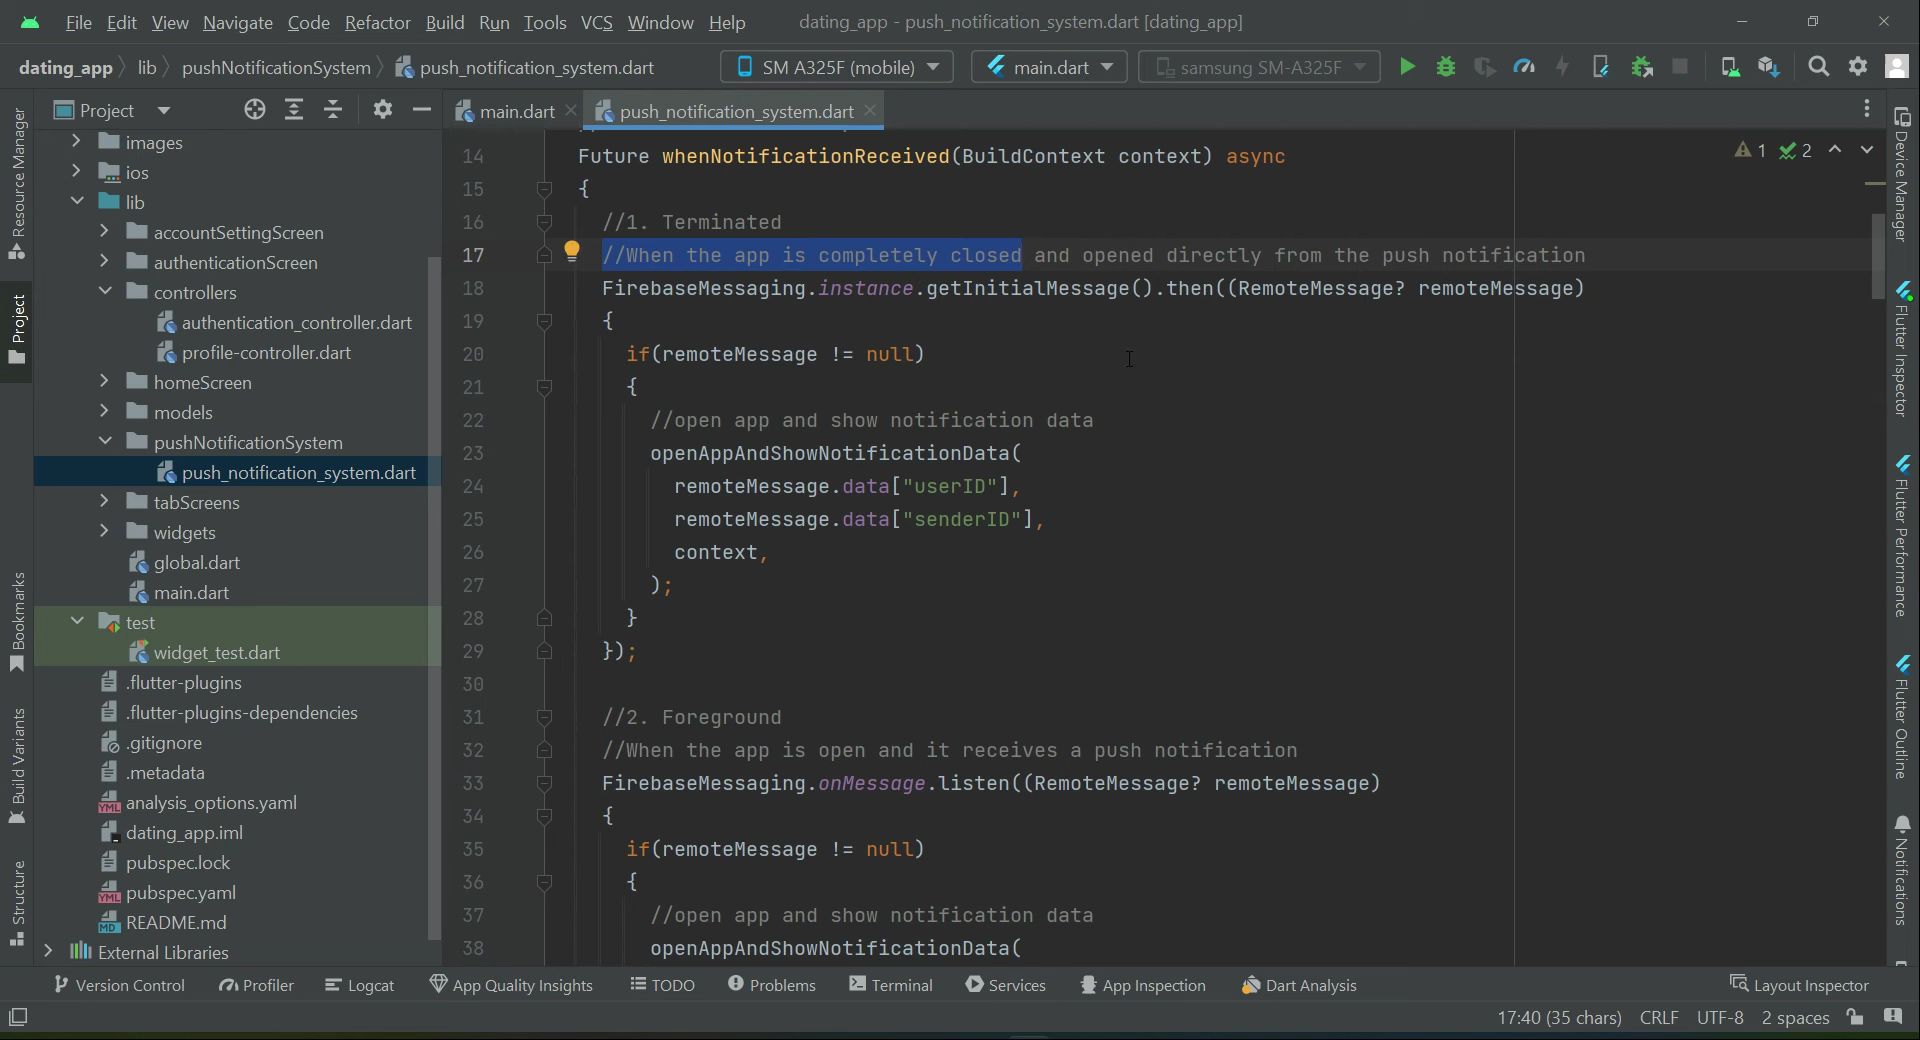 File Edit View Navigate Code Refactor Build Run Tools VCS Window Help dating_app - push_notification_system.dart [dating_app]
dating_app lib pushNotificationSystem push_notification_system.dart SM A325F (mobile) main.dart samsung SM-A325F
Project
main.dart push_notification_system.dart
images
ios
lib
accountSettingScreen
authenticationScreen
controllers
authentication_controller.dart
profile-controller.dart
homeScreen
models
pushNotificationSystem
push_notification_system.dart
tabScreens
widgets
global.dart
main.dart
test
widget_test.dart
.flutter-plugins
.flutter-plugins-dependencies
.gitignore
.metadata
analysis_options.yaml
dating_app.iml
pubspec.lock
pubspec.yaml
README.md
External Libraries
Resource Manager
Project
Bookmarks
Build Variants
Structure
1 2
14 Future whenNotificationReceived(BuildContext context) async
15 {
16 //1. Terminated
17 //When the app is completely closed and opened directly from the push notification
18 FirebaseMessaging.instance.getInitialMessage().then((RemoteMessage? remoteMessage)
19 {
20 if(remoteMessage != null)
21 {
22 //open app and show notification data
23 openAppAndShowNotificationData(
24 remoteMessage.data["userID"],
25 remoteMessage.data["senderID"],
26 context,
27 );
28 }
29 });
30
31 //2. Foreground
32 //When the app is open and it receives a push notification
33 FirebaseMessaging.onMessage.listen((RemoteMessage? remoteMessage)
34 {
35 if(remoteMessage != null)
36 {
37 //open app and show notification data
38 openAppAndShowNotificationData(
Device Manager
Flutter Inspector
Flutter Performance
Flutter Outline
Notifications
Version Control Profiler Logcat App Quality Insights TODO Problems Terminal Services App Inspection Dart Analysis Layout Inspector
17:40 (35 chars) CRLF UTF-8 2 spaces